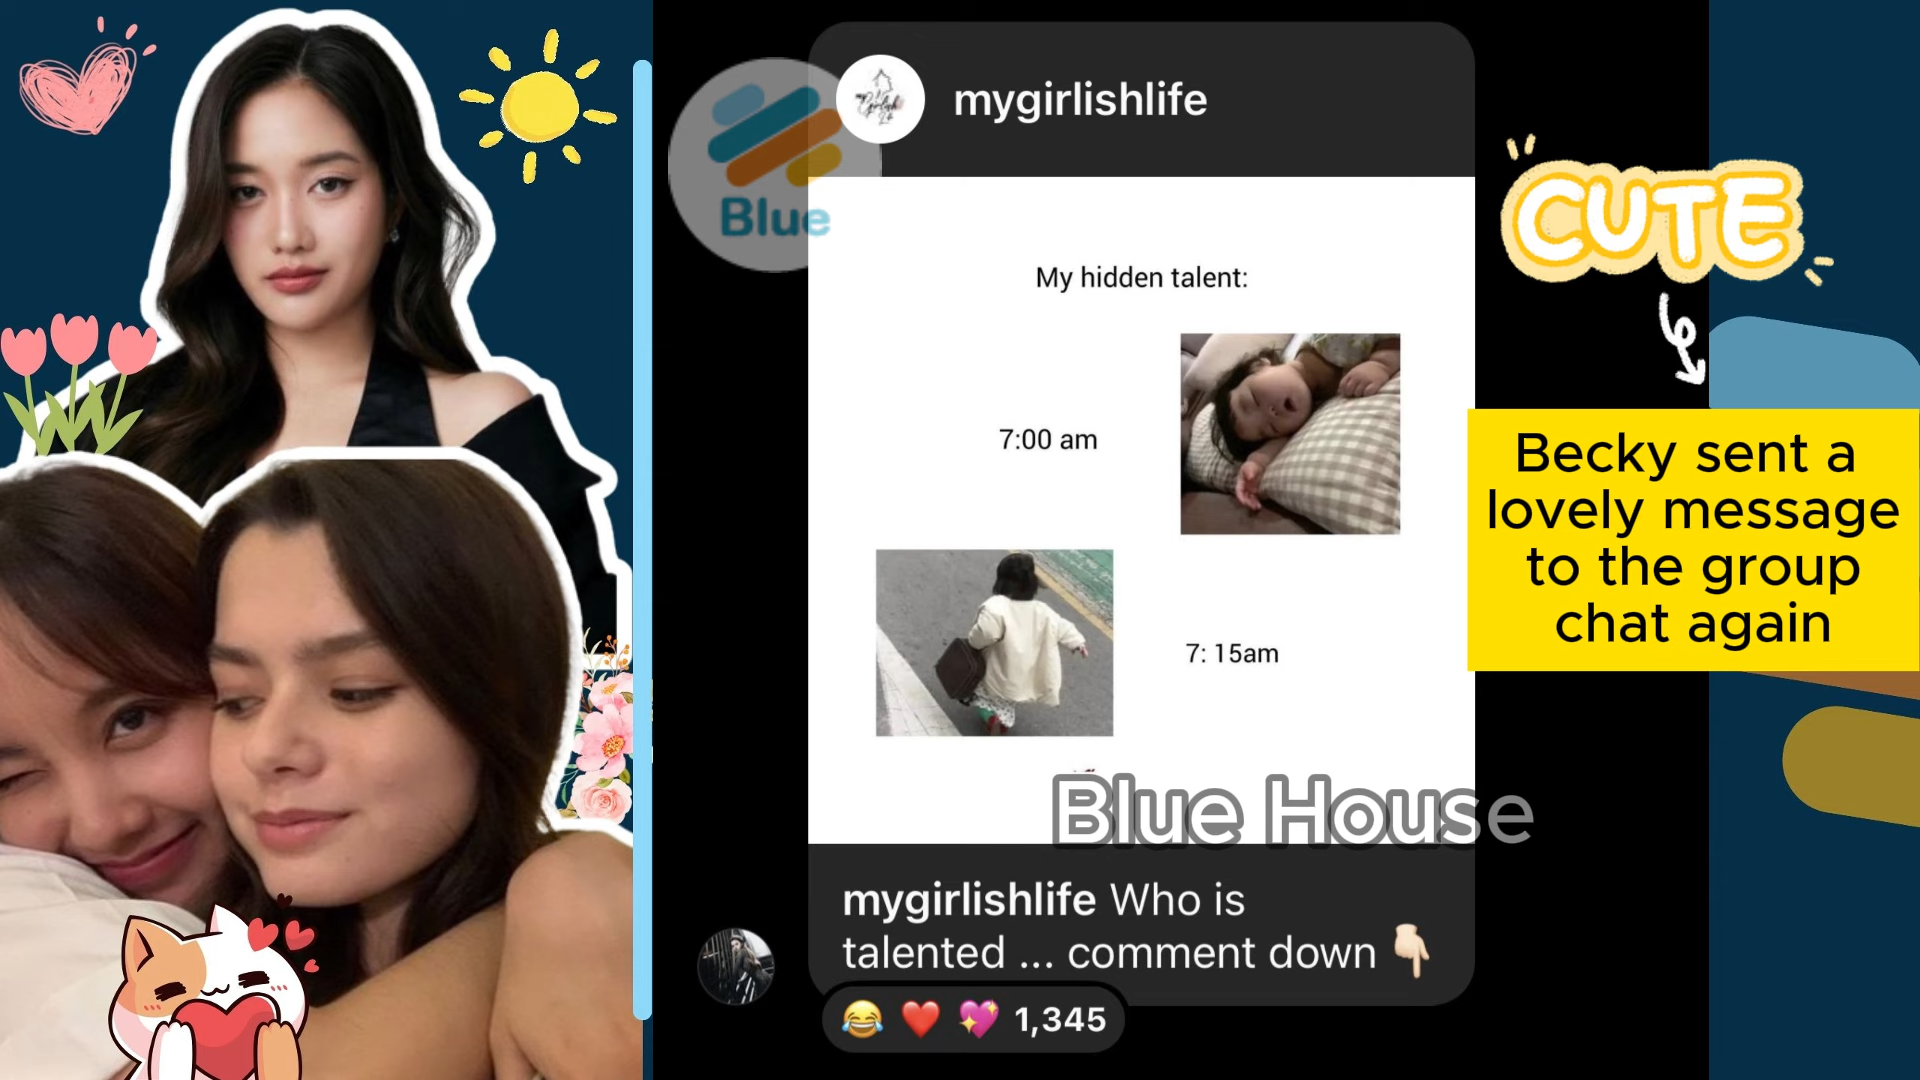 mygirlishlife
Blue
CUTE
My hidden talent:
7:00 am
7: 15am
Becky sent a
lovely message
to the group
chat again
Blue House
mygirlishlife Who is
talented ... comment down 👇🏻
😂 ❤️ 💖 1,345